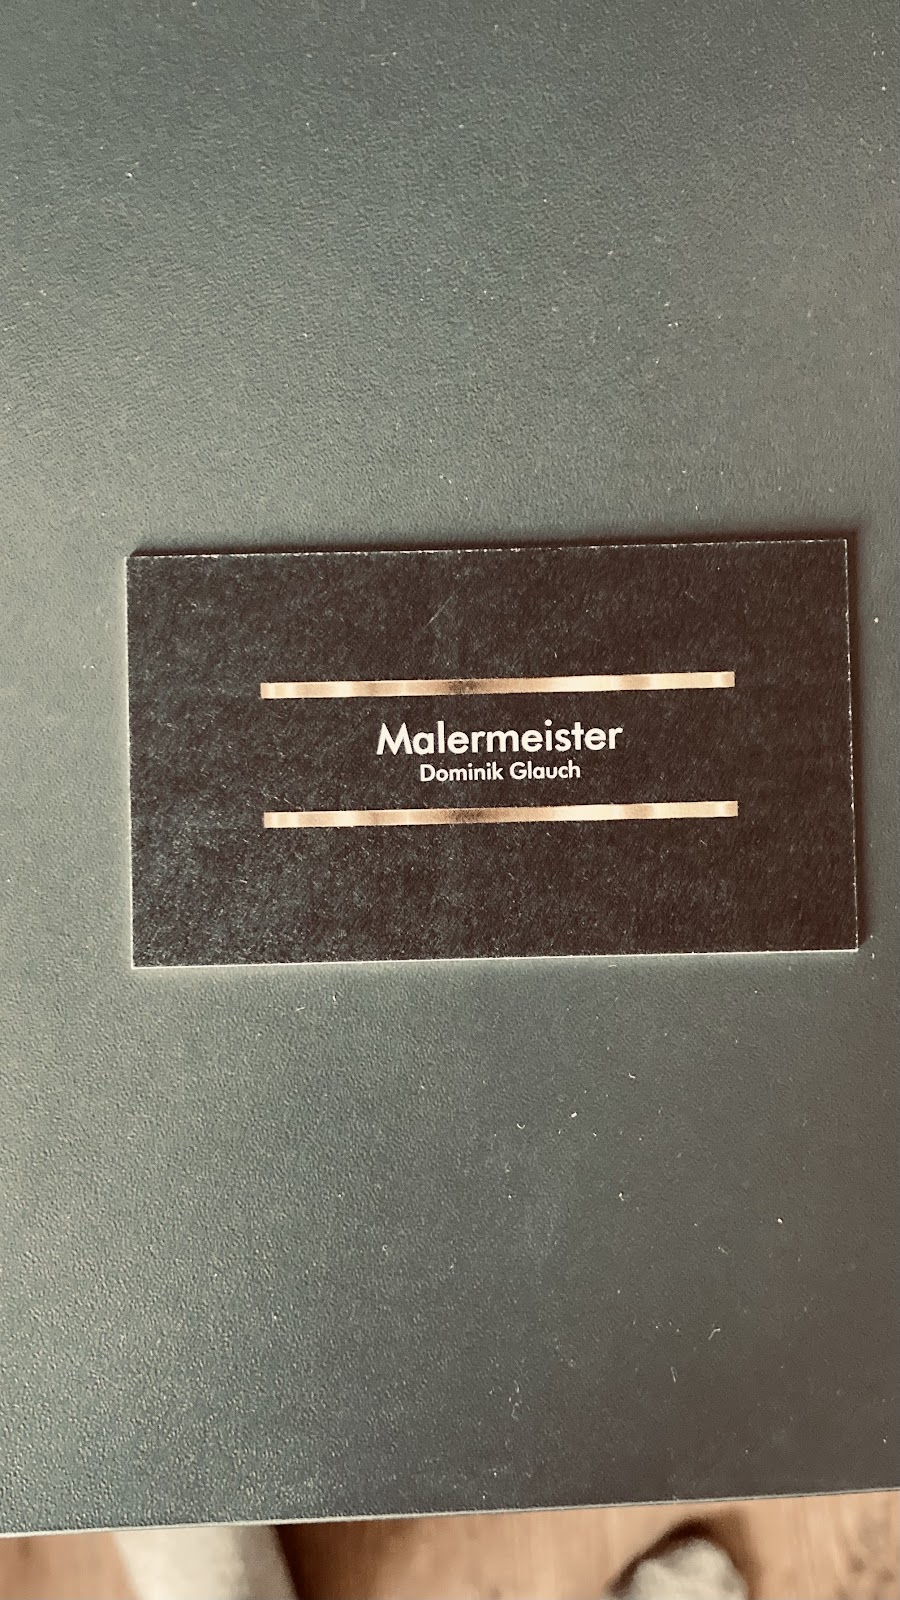 Malermeister
Dominik Glauch